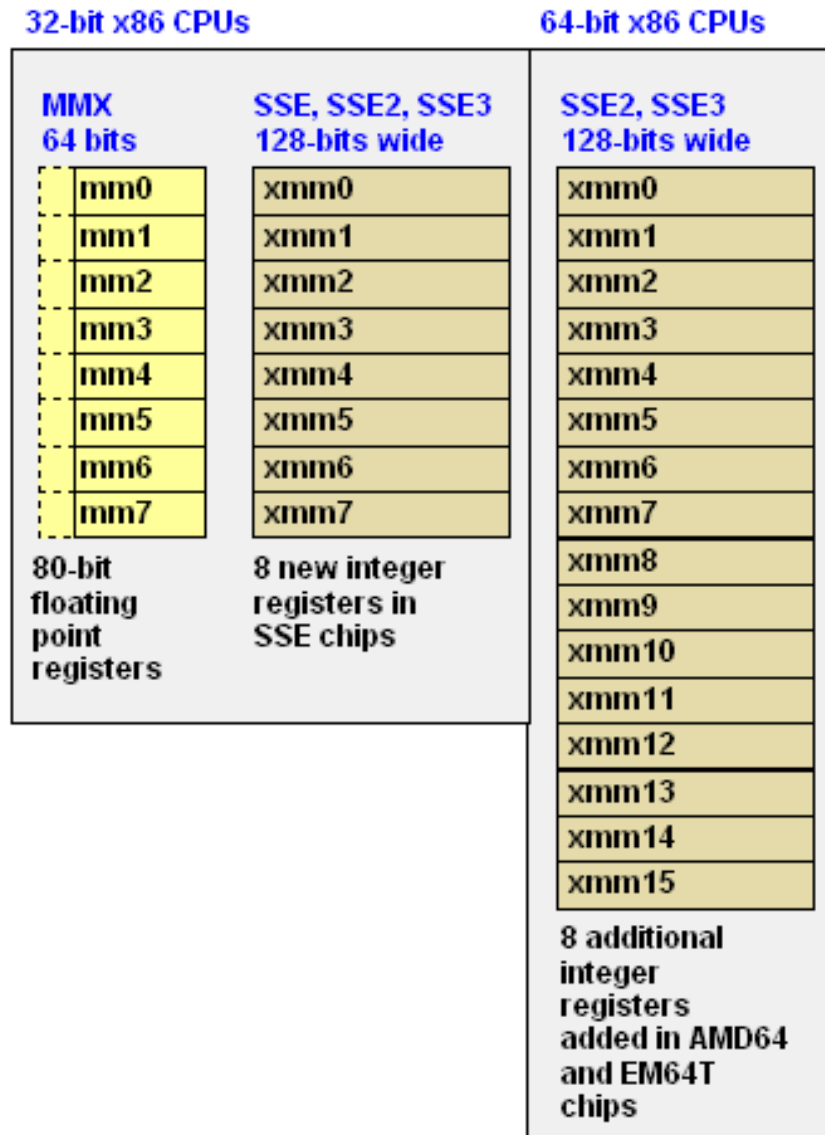 32-bit x86 CPUs
64-bit x86 CPUs
MMX
64 bits
mm0
mm1
mm2
mm3
mm4
mm5
mm6
mm7
80-bit
floating
point
registers
SSE, SSE2, SSE3
128-bits wide
xmm0
xmm1
xmm2
xmm3
xmm4
xmm5
xmm6
xmm7
8 new integer
registers in
SSE chips
SSE2, SSE3
128-bits wide
xmm0
xmm1
xmm2
xmm3
xmm4
xmm5
xmm6
xmm7
xmm8
xmm9
xmm10
xmm11
xmm12
xmm13
xmm14
xmm15
8 additional
integer
registers
added in AMD64
and EM64T
chips